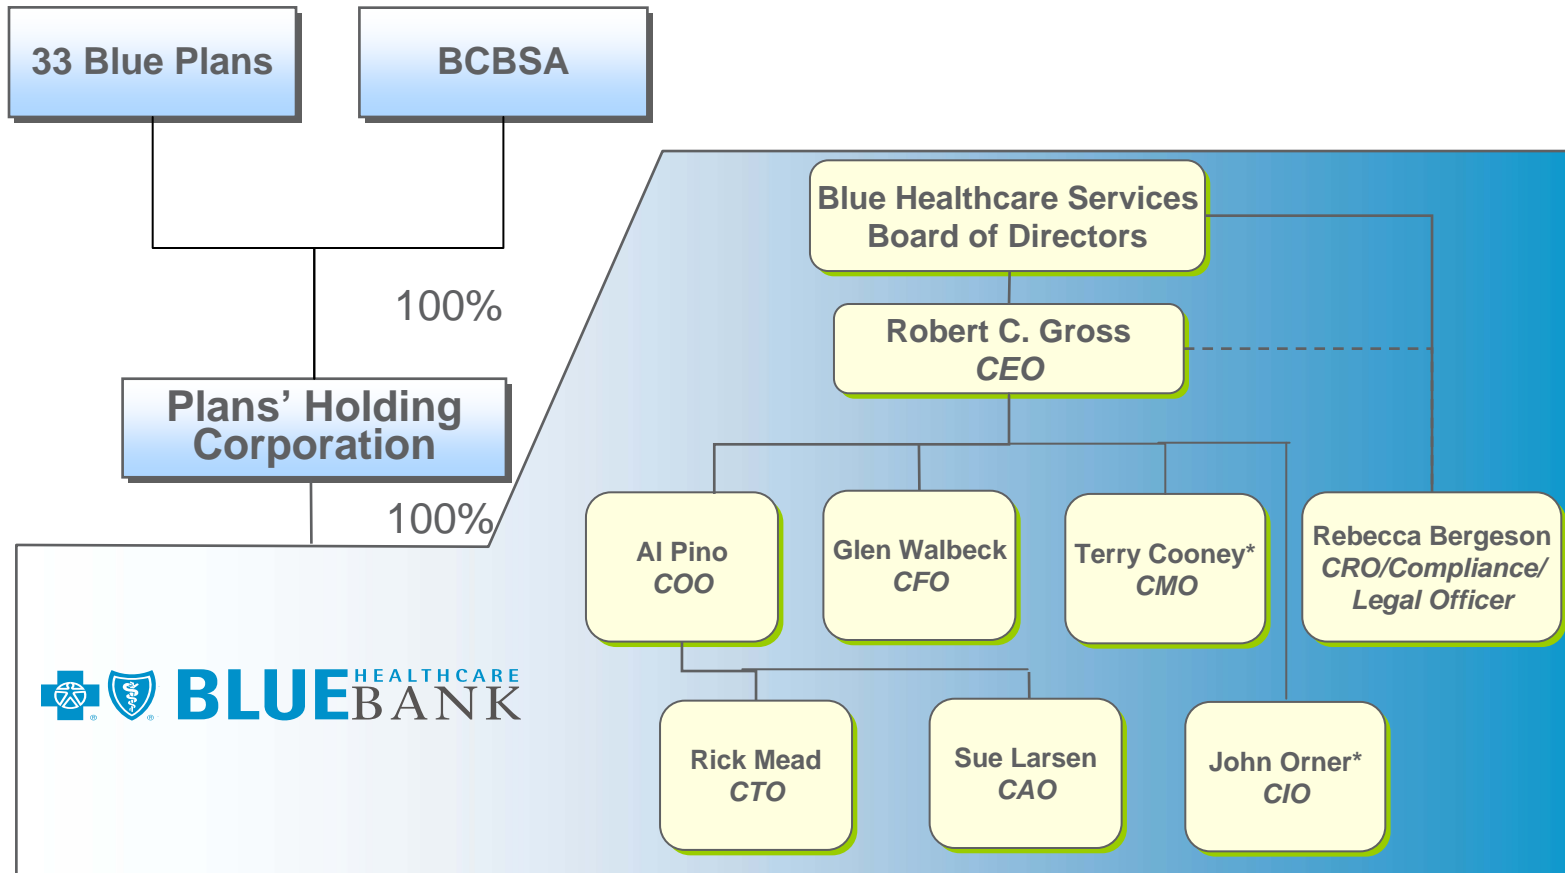 33 Blue Plans
BCBSA
100%
Plans’ Holding
Corporation
100%
BLUE HEALTHCARE
BANK
Blue Healthcare Services
Board of Directors
Robert C. Gross
CEO
Al Pino
COO
Glen Walbeck
CFO
Terry Cooney*
CMO
Rebecca Bergeson
CRO/Compliance/
Legal Officer
Rick Mead
CTO
Sue Larsen
CAO
John Orner*
CIO